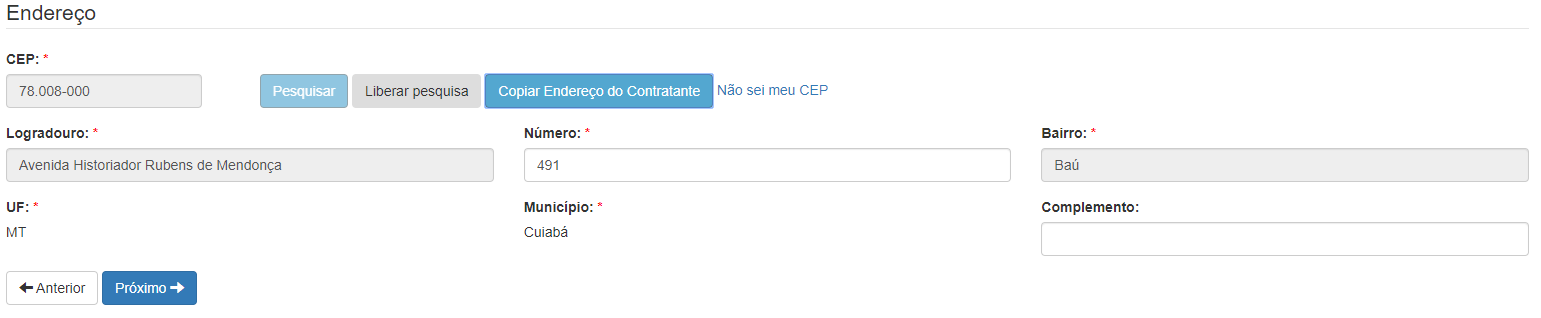 Endereço
CEP: *
78.008-000 Pesquisar Liberar pesquisa Copiar Endereço do Contratante Não sei meu CEP
Logradouro: * Número: * Bairro: *
Avenida Historiador Rubens de Mendonça 491 Baú
UF: * Município: * Complemento:
MT Cuiabá
Anterior Próximo